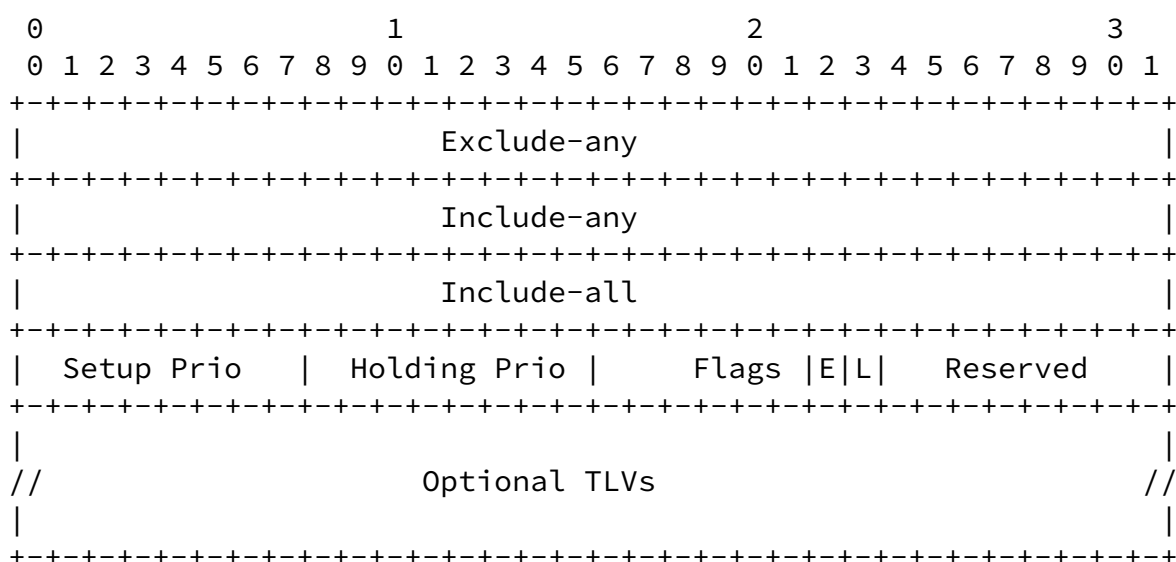 0                   1                   2                   3
 0 1 2 3 4 5 6 7 8 9 0 1 2 3 4 5 6 7 8 9 0 1 2 3 4 5 6 7 8 9 0 1
+-+-+-+-+-+-+-+-+-+-+-+-+-+-+-+-+-+-+-+-+-+-+-+-+-+-+-+-+-+-+-+-+
|                       Exclude-any                             |
+-+-+-+-+-+-+-+-+-+-+-+-+-+-+-+-+-+-+-+-+-+-+-+-+-+-+-+-+-+-+-+-+
|                       Include-any                             |
+-+-+-+-+-+-+-+-+-+-+-+-+-+-+-+-+-+-+-+-+-+-+-+-+-+-+-+-+-+-+-+-+
|                       Include-all                             |
+-+-+-+-+-+-+-+-+-+-+-+-+-+-+-+-+-+-+-+-+-+-+-+-+-+-+-+-+-+-+-+-+
|  Setup Prio   |  Holding Prio |     Flags |E|L|   Reserved    |
+-+-+-+-+-+-+-+-+-+-+-+-+-+-+-+-+-+-+-+-+-+-+-+-+-+-+-+-+-+-+-+-+
|                                                               |
//                     Optional TLVs                           //
|                                                               |
+-+-+-+-+-+-+-+-+-+-+-+-+-+-+-+-+-+-+-+-+-+-+-+-+-+-+-+-+-+-+-+-+